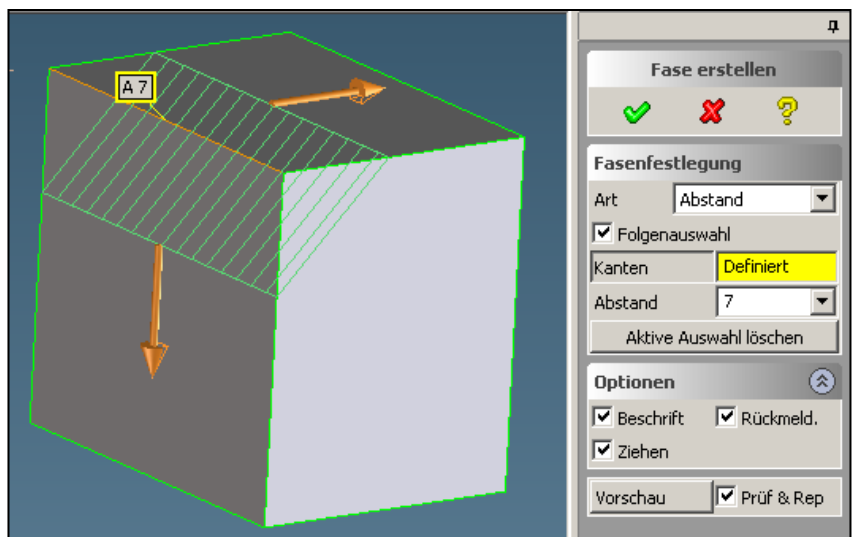 A 7
Fase erstellen
Fasenfestlegung
Art Abstand
Folgenauswahl
Kanten Definiert
Abstand 7
Aktive Auswahl löschen
Optionen
Beschrift Rückmeld.
Ziehen
Vorschau Prüf & Rep